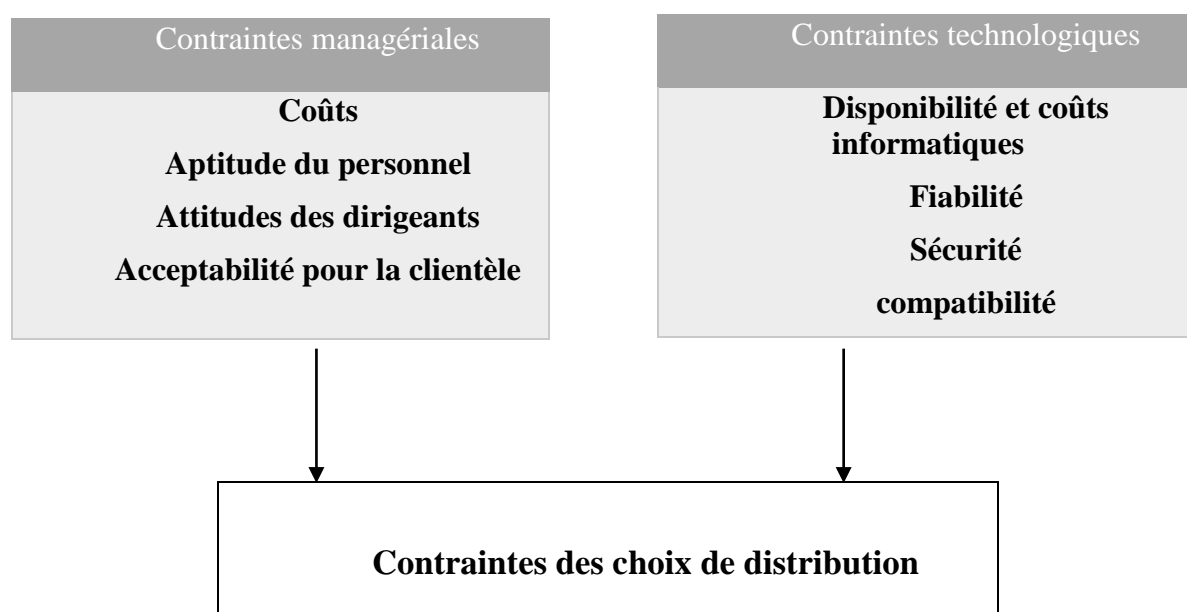 Contraintes managériales
Coûts
Aptitude du personnel
Attitudes des dirigeants
Acceptabilité pour la clientèle
Contraintes technologiques
Disponibilité et coûts
informatiques
Fiabilité
Sécurité
compatibilité
Contraintes des choix de distribution